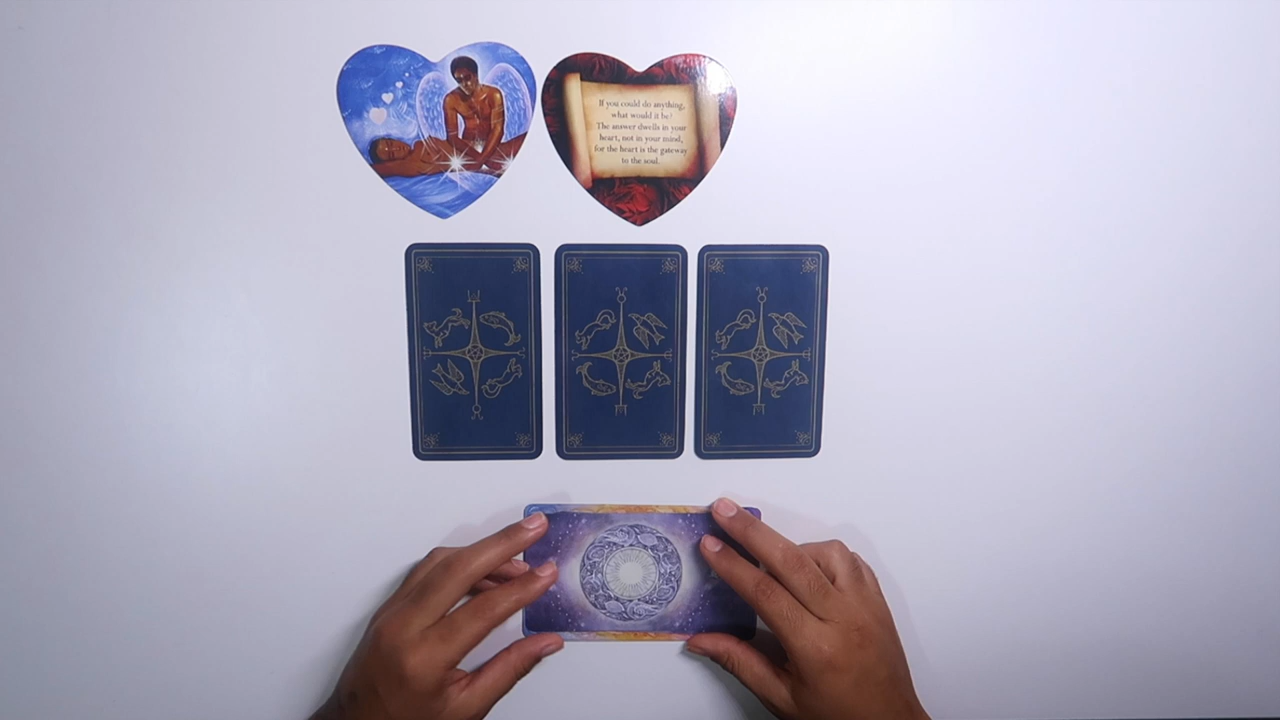 If you could do anything,
what would it be?
The answer dwells in your
heart, not in your mind,
for the heart is the gateway
to the soul.